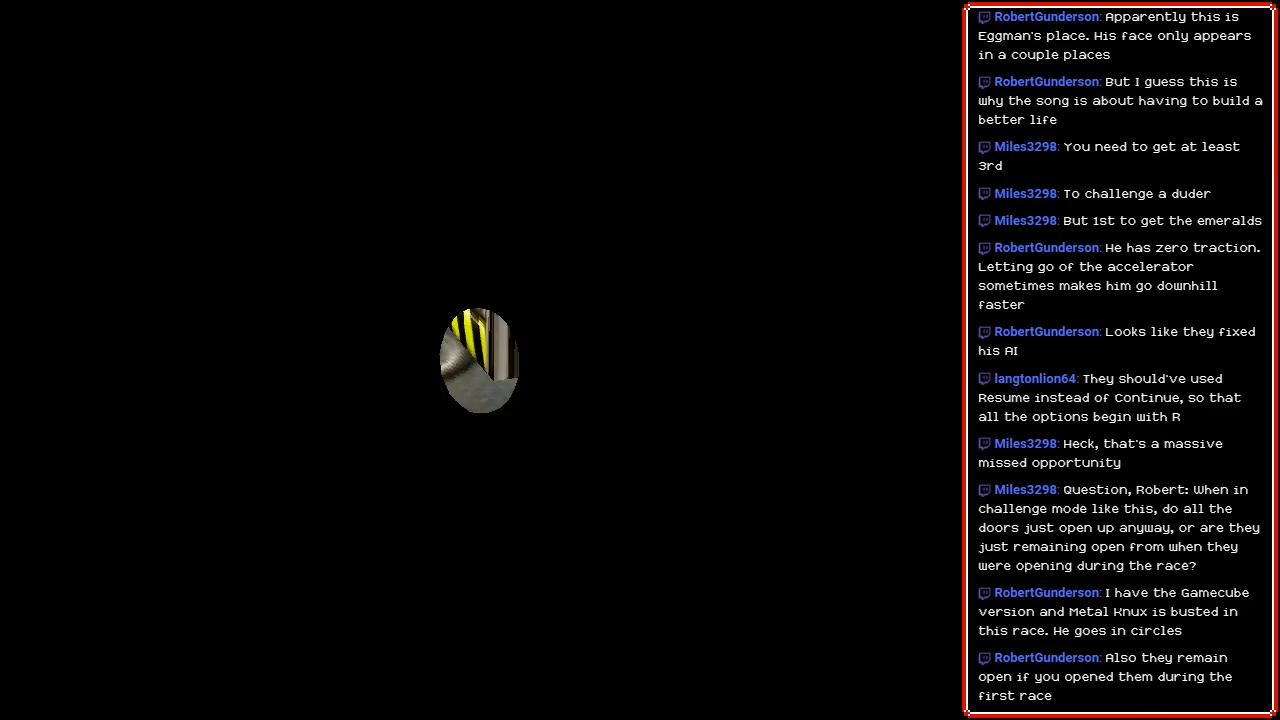 RobertGunderson: Apparently this is
Eggman's place. His face only appears
in a couple places
RobertGunderson: But I guess this is
why the song is about having to build a
better life
Miles3298: You need to get at least
3rd
Miles3298: To challenge a duder
Miles3298: But 1st to get the emeralds
RobertGunderson: He has zero traction.
Letting go of the accelerator
sometimes makes him go downhill
faster
RobertGunderson: Looks like they fixed
his AI
langtonlion64: They should've used
Resume instead of Continue, so that
all the options begin with R
Miles3298: Heck, that's a massive
missed opportunity
Miles3298: Question, Robert: When in
challenge mode like this, do all the
doors just open up anyway, or are they
just remaining open from when they
were opening during the race?
RobertGunderson: I have the Gamecube
version and Metal Knux is busted in
this race. He goes in circles
RobertGunderson: Also they remain
open if you opened them during the
first race